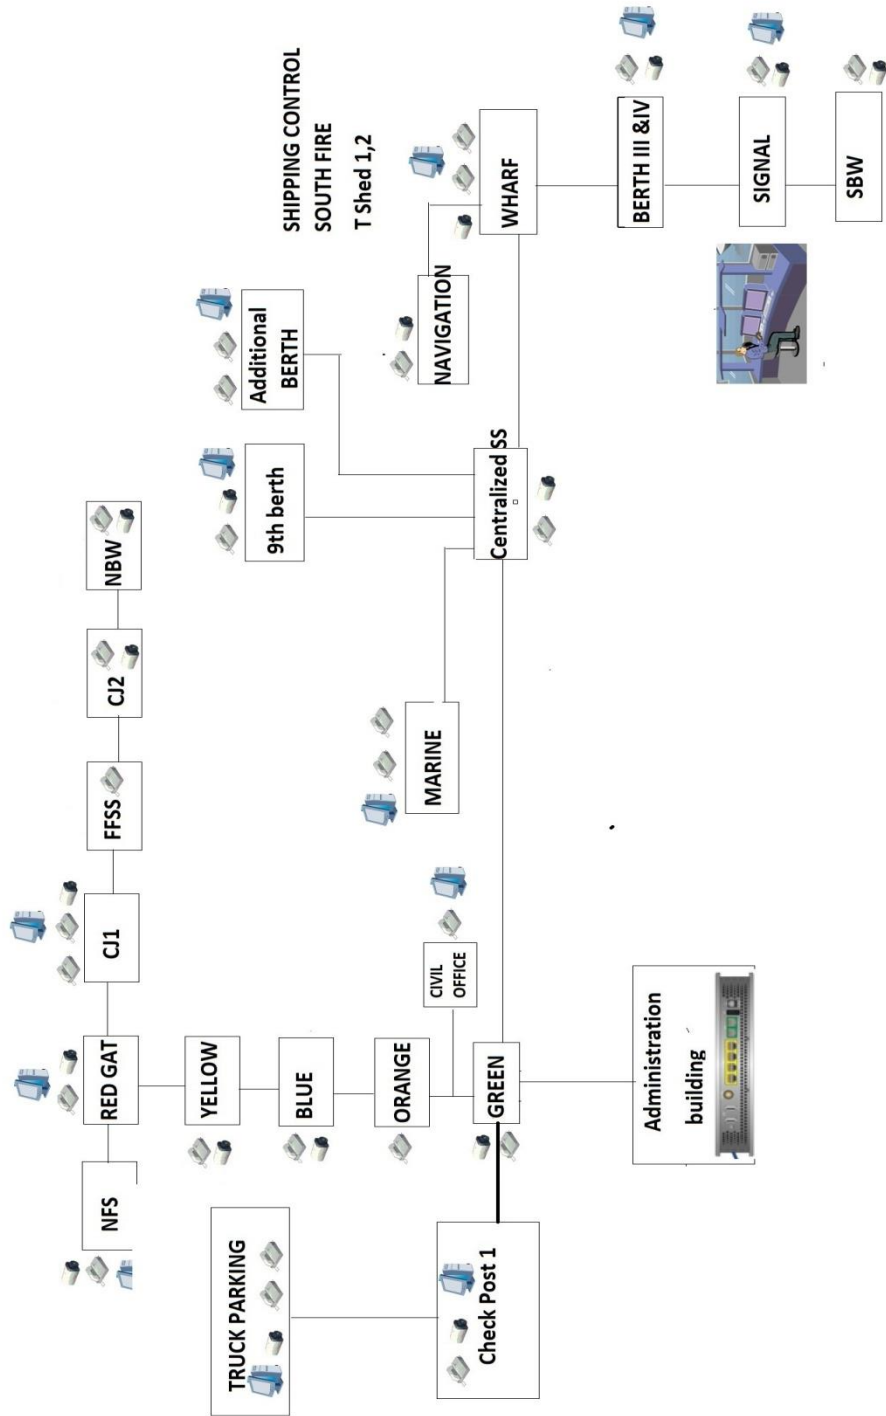 NFS
RED GAT
CJ1
FFSS
CJ2
NBW
TRUCK PARKING
YELLOW
BLUE
ORANGE
CIVIL
OFFICE
MARINE
9th berth
Additional
BERTH
SHIPPING CONTROL
SOUTH FIRE
T Shed 1,2
NAVIGATION
Check Post 1
GREEN
Centralized SS
WHARF
Administration
building
BERTH III &IV
SIGNAL
SBW